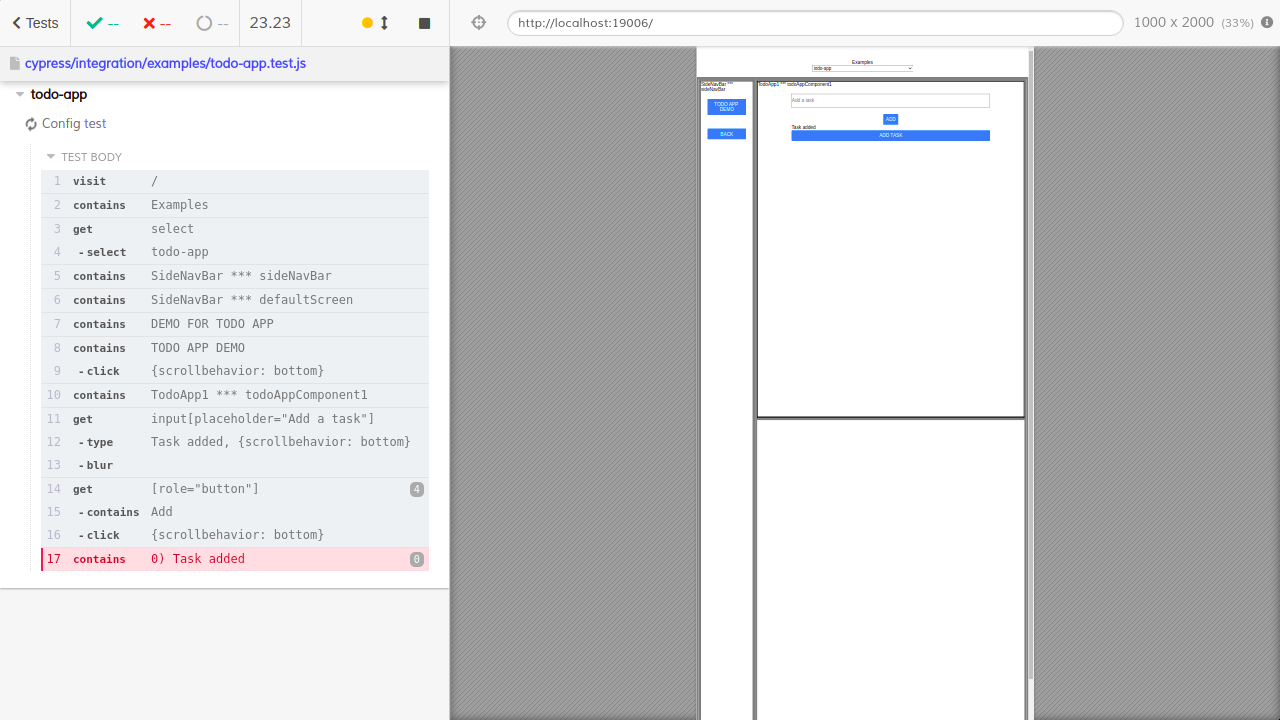 Tests
--
--
--
23.23
http://localhost:19006/
1000 x 2000 (33%)
cypress/integration/examples/todo-app.test.js
todo-app
Config test
TEST BODY
1 visit /
2 contains Examples
3 get select
4 -select todo-app
5 contains SideNavBar *** sideNavBar
6 contains SideNavBar *** defaultScreen
7 contains DEMO FOR TODO APP
8 contains TODO APP DEMO
9 -click {scrollbehavior: bottom}
10 contains TodoApp1 *** todoAppComponent1
11 get input[placeholder="Add a task"]
12 -type Task added, {scrollbehavior: bottom}
13 -blur
14 get [role="button"] 4
15 -contains Add
16 -click {scrollbehavior: bottom}
17 contains 0) Task added 0
Examples
todo-app
SideNavBar ***
sideNavBar
TODO APP
DEMO
BACK
TodoApp1 *** todoAppComponent1
Add a task
ADD
Task added
ADD TASK